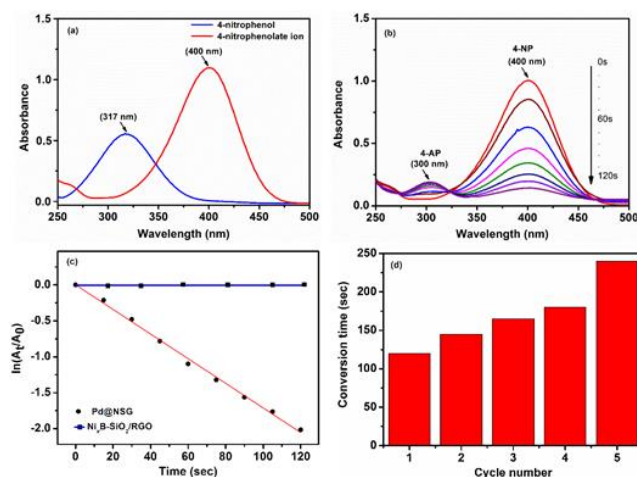 (a)
4-nitrophenol
4-nitrophenolate ion
(400 nm)
(317 nm)
Absorbance
1.5
1.0
0.5
0.0
250 300 350 400 450 500
Wavelength (nm)
(b)
4-NP
(400 nm)
0s
60s
120s
4-AP
(300 nm)
Absorbance
1.5
1.0
0.5
0.0
250 300 350 400 450 500
Wavelength (nm)
(c)
ln(At/A0)
0.0
-0.5
-1.0
-1.5
-2.0
Pd@NSG
NixB-SiO2/RGO
0 20 40 60 80 100 120
Time (sec)
(d)
Conversion time (sec)
250
200
150
100
50
0
1 2 3 4 5
Cycle number